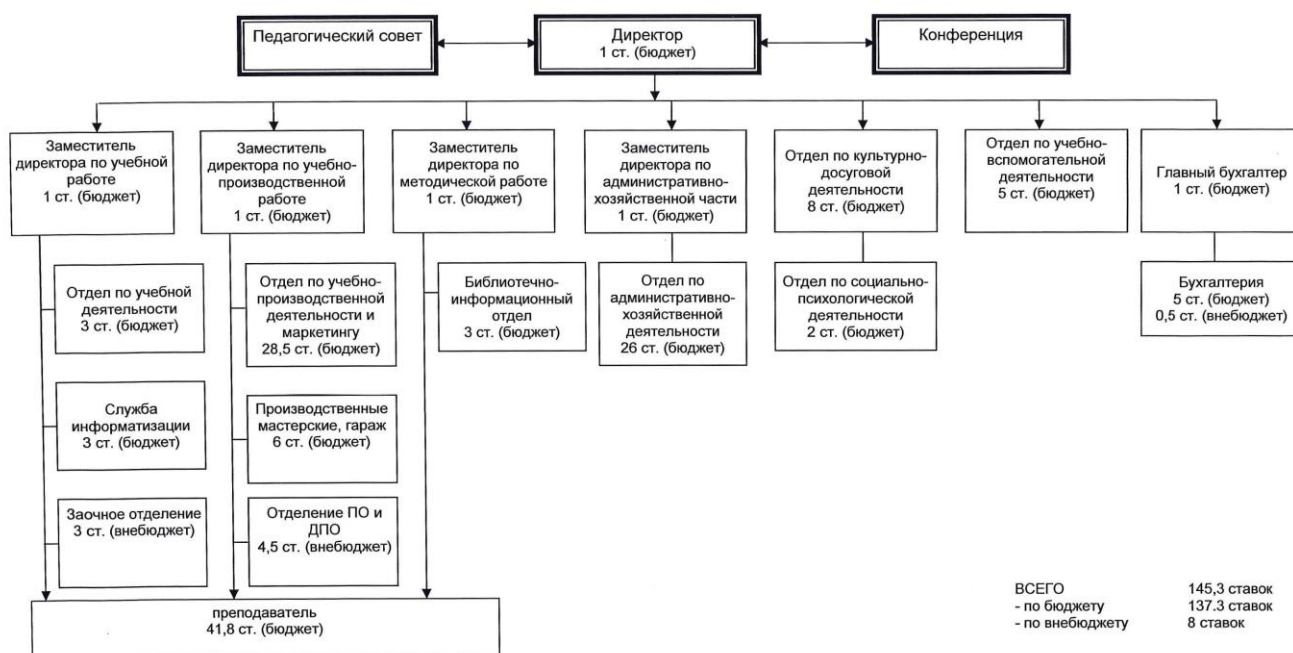 Педагогический совет
Директор
1 ст. (бюджет)
Конференция
Заместитель
директора по учебной
работе
1 ст. (бюджет)
Заместитель
директора по учебно-
производственной
работе
1 ст. (бюджет)
Заместитель
директора по
методической работе
1 ст. (бюджет)
Заместитель
директора по
административно-
хозяйственной части
1 ст. (бюджет)
Отдел по культурно-
досуговой
деятельности
8 ст. (бюджет)
Отдел по учебно-
вспомогательной
деятельности
5 ст. (бюджет)
Главный бухгалтер
1 ст. (бюджет)
Отдел по учебной
деятельности
3 ст. (бюджет)
Отдел по учебно-
производственной
деятельности и
маркетингу
28,5 ст. (бюджет)
Библиотечно-
информационный
отдел
3 ст. (бюджет)
Отдел по
административно-
хозяйственной
деятельности
26 ст. (бюджет)
Отдел по социально-
психологической
деятельности
2 ст. (бюджет)
Бухгалтерия
5 ст. (бюджет)
0,5 ст. (внебюджет)
Служба
информатизации
3 ст. (бюджет)
Производственные
мастерские, гараж
6 ст. (бюджет)
Заочное отделение
3 ст. (внебюджет)
Отделение ПО и
ДПО
4,5 ст. (внебюджет)
преподаватель
41,8 ст. (бюджет)
ВСЕГО 145,3 ставок
- по бюджету 137.3 ставок
- по внебюджету 8 ставок